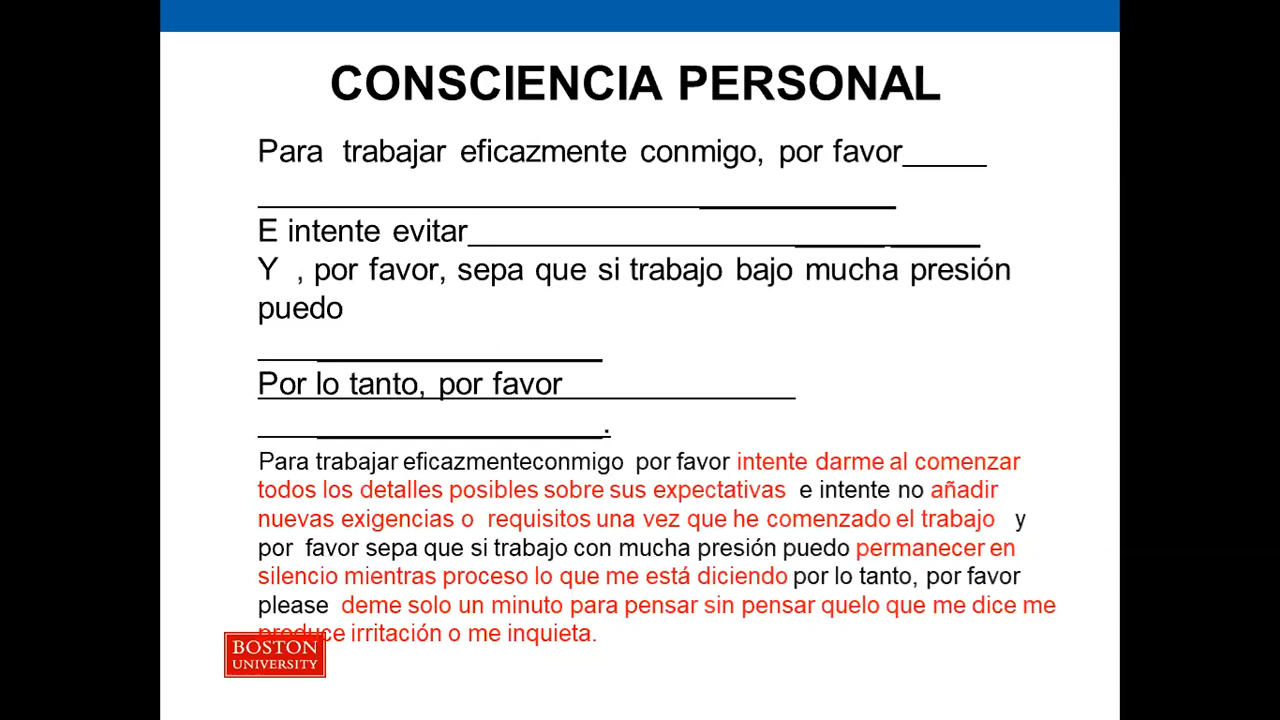 CONSCIENCIA PERSONAL
Para trabajar eficazmente conmigo, por favor_____
______________________________________
E intente evitar______________________________
Y , por favor, sepa que si trabajo bajo mucha presión
puedo
____________________
Por lo tanto, por favor______________
____________________.
Para trabajar eficazmenteconmigo por favor intente darme al comenzar
todos los detalles posibles sobre sus expectativas e intente no añadir
nuevas exigencias o requisitos una vez que he comenzado el trabajo y
por favor sepa que si trabajo con mucha presión puedo permanecer en
silencio mientras proceso lo que me está diciendo por lo tanto, por favor
please deme solo un minuto para pensar sin pensar quelo que me dice me
produce irritación o me inquieta.
BOSTON
UNIVERSITY